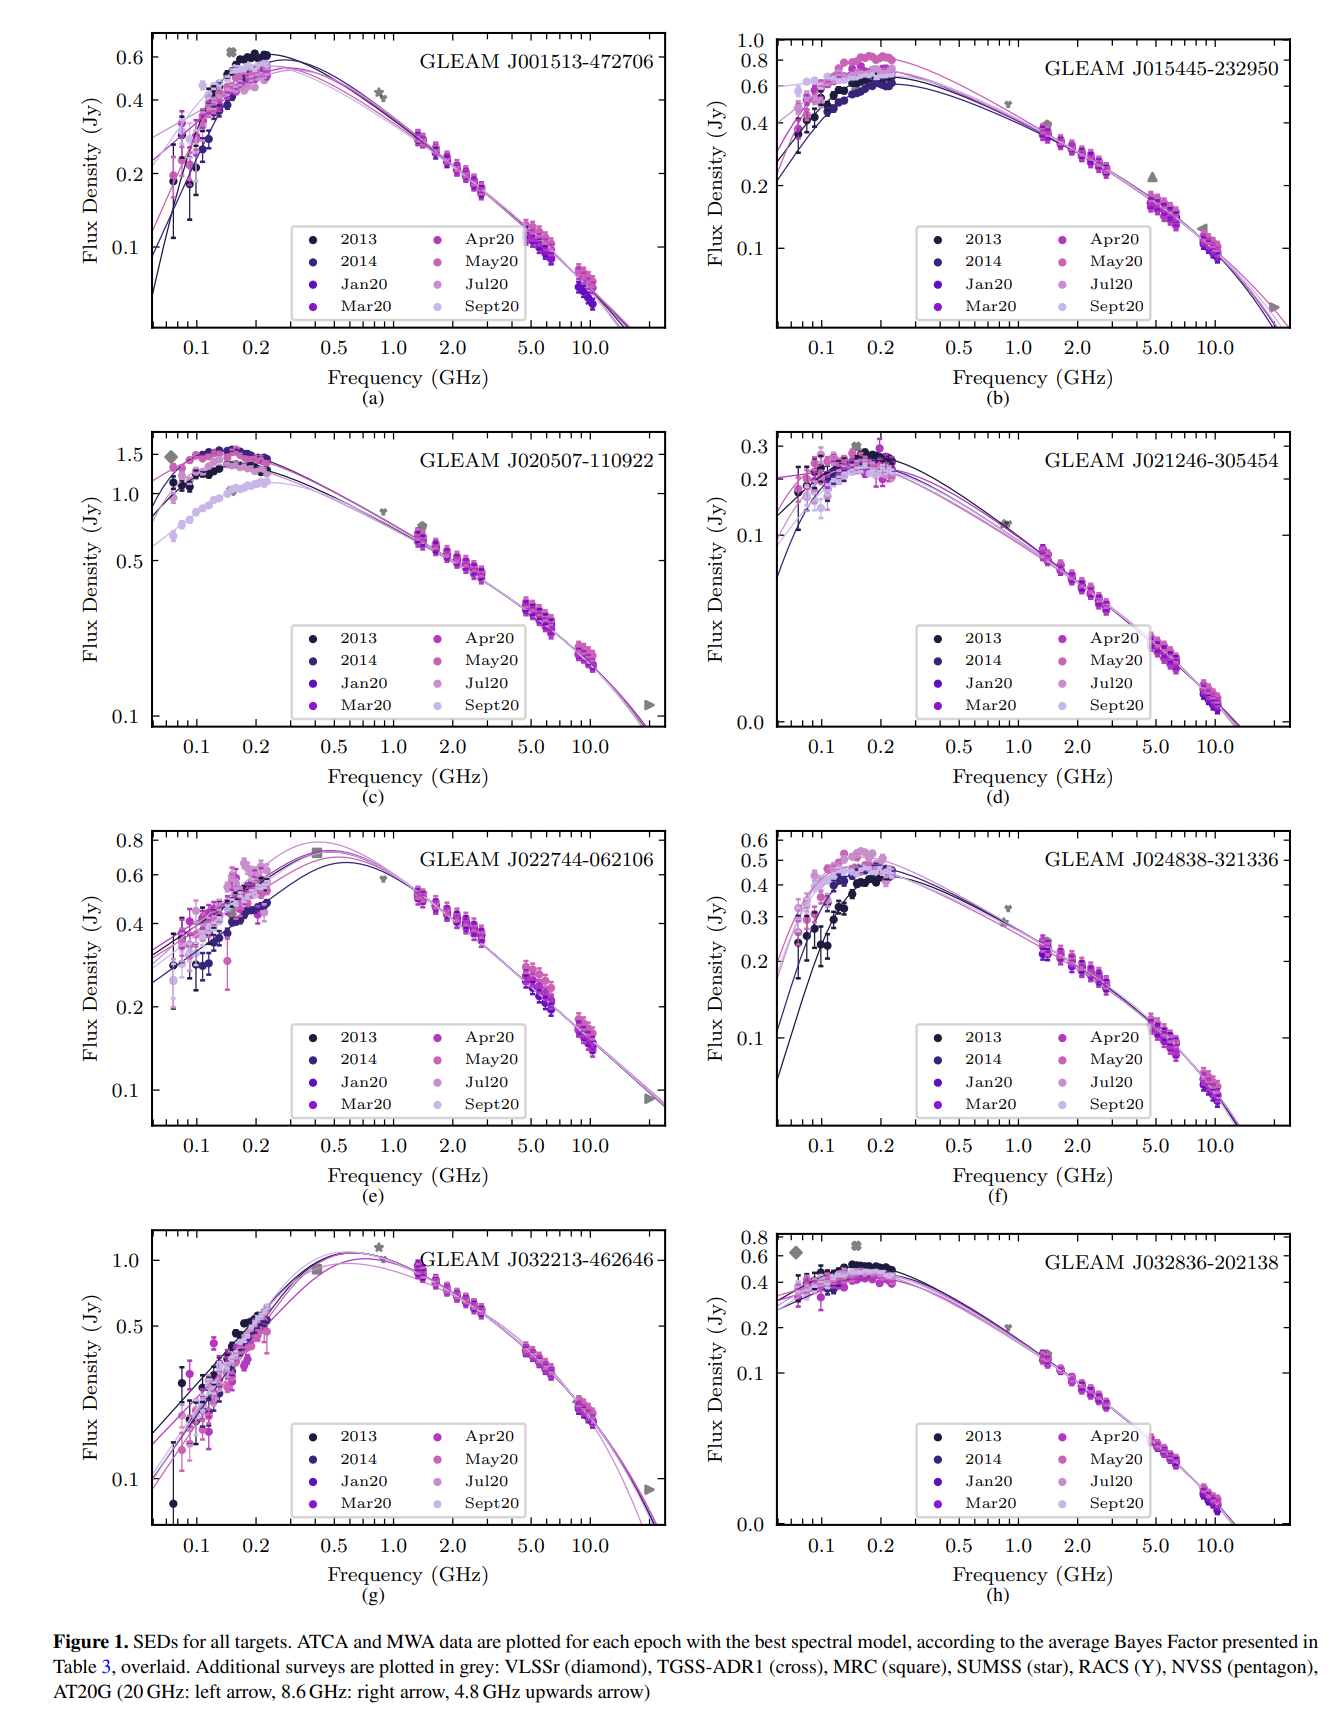 GLEAM J001513-472706
0.6
0.4
0.2
0.1
Flux Density (Jy)
2013 Apr20
2014 May20
Jan20 Jul20
Mar20 Sept20
0.1 0.2 0.5 1.0 2.0 5.0 10.0
Frequency (GHz)
(a)
GLEAM J015445-232950
1.0
0.8
0.6
0.4
0.2
0.1
Flux Density (Jy)
2013 Apr20
2014 May20
Jan20 Jul20
Mar20 Sept20
0.1 0.2 0.5 1.0 2.0 5.0 10.0
Frequency (GHz)
(b)
GLEAM J020507-110922
1.5
1.0
0.5
0.1
Flux Density (Jy)
2013 Apr20
2014 May20
Jan20 Jul20
Mar20 Sept20
0.1 0.2 0.5 1.0 2.0 5.0 10.0
Frequency (GHz)
(c)
GLEAM J021246-305454
0.3
0.2
0.1
0.0
Flux Density (Jy)
2013 Apr20
2014 May20
Jan20 Jul20
Mar20 Sept20
0.1 0.2 0.5 1.0 2.0 5.0 10.0
Frequency (GHz)
(d)
GLEAM J022744-062106
0.8
0.6
0.4
0.2
0.1
Flux Density (Jy)
2013 Apr20
2014 May20
Jan20 Jul20
Mar20 Sept20
0.1 0.2 0.5 1.0 2.0 5.0 10.0
Frequency (GHz)
(e)
GLEAM J024838-321336
0.6
0.5
0.4
0.3
0.2
0.1
Flux Density (Jy)
2013 Apr20
2014 May20
Jan20 Jul20
Mar20 Sept20
0.1 0.2 0.5 1.0 2.0 5.0 10.0
Frequency (GHz)
(f)
GLEAM J032213-462646
1.0
0.5
0.1
Flux Density (Jy)
2013 Apr20
2014 May20
Jan20 Jul20
Mar20 Sept20
0.1 0.2 0.5 1.0 2.0 5.0 10.0
Frequency (GHz)
(g)
GLEAM J032836-202138
0.8
0.6
0.4
0.2
0.1
0.0
Flux Density (Jy)
2013 Apr20
2014 May20
Jan20 Jul20
Mar20 Sept20
0.1 0.2 0.5 1.0 2.0 5.0 10.0
Frequency (GHz)
(h)
Figure 1. SEDs for all targets. ATCA and MWA data are plotted for each epoch with the best spectral model, according to the average Bayes Factor presented in
Table 3, overlaid. Additional surveys are plotted in grey: VLSSr (diamond), TGSS-ADR1 (cross), MRC (square), SUMSS (star), RACS (Y), NVSS (pentagon),
AT20G (20 GHz: left arrow, 8.6 GHz: right arrow, 4.8 GHz upwards arrow)